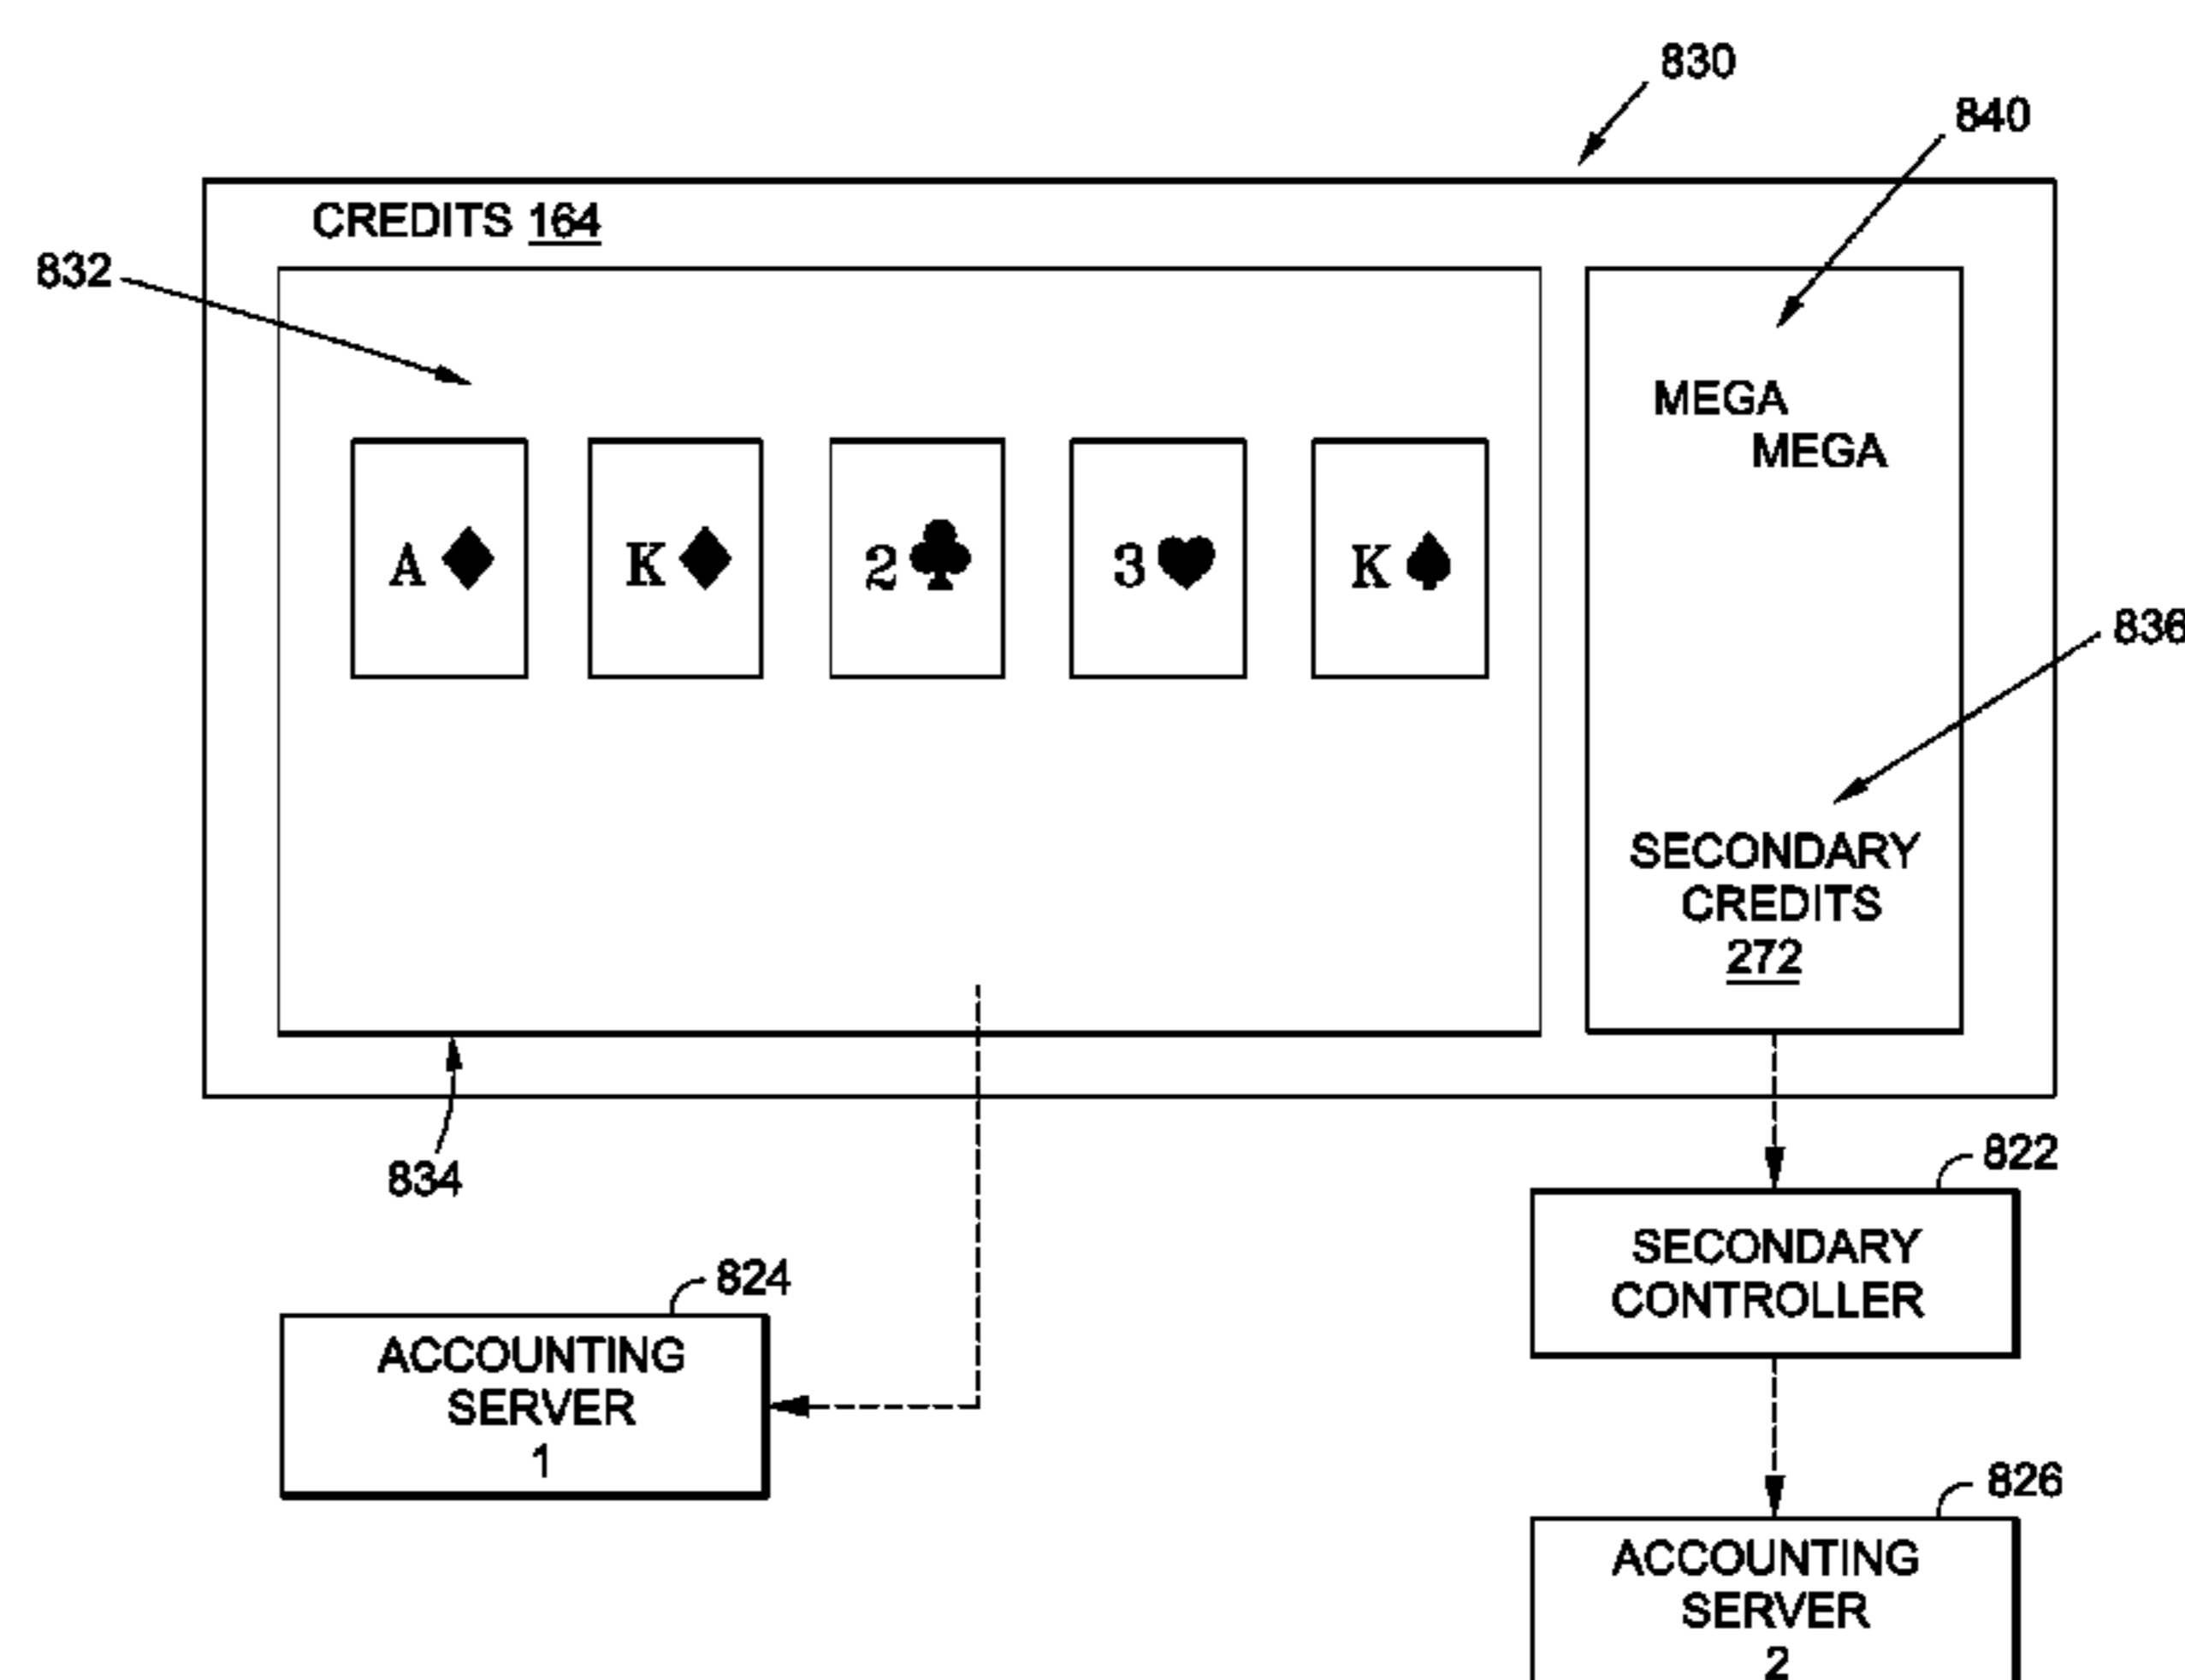 830
840
CREDITS 164
832
MEGA
MEGA
A♦ K♦ 2♣ 3♥ K♠
836
SECONDARY
CREDITS
272
834
822
SECONDARY
CONTROLLER
824
ACCOUNTING
SERVER
1
826
ACCOUNTING
SERVER
2